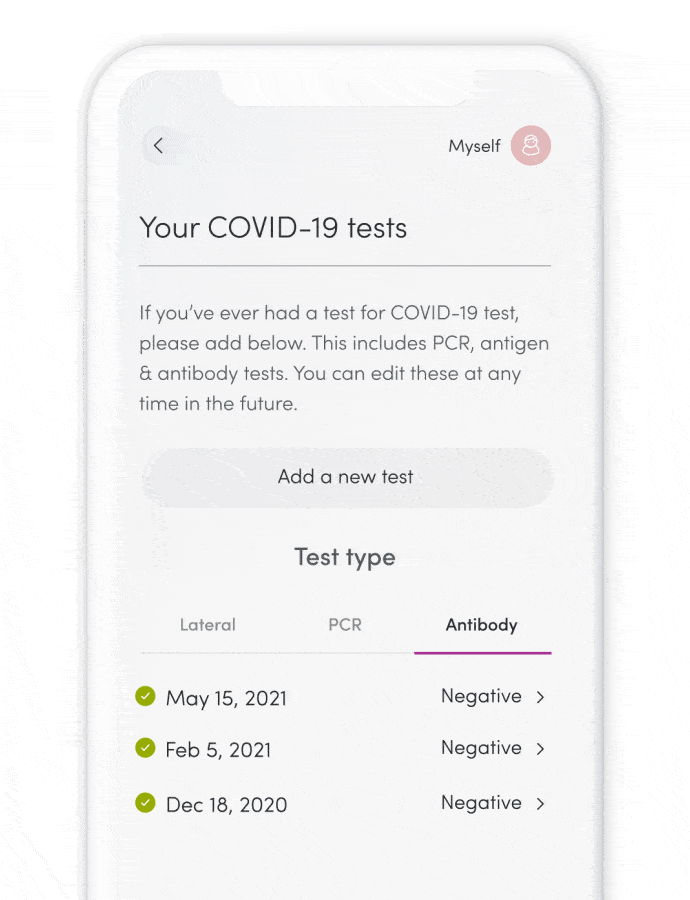 Myself
Your COVID-19 tests
If you've ever had a test for COVID-19 test,
please add below. This includes PCR, antigen
& antibody tests. You can edit these at any
time in the future.
Add a new test
Test type
Lateral PCR Antibody
May 15, 2021 Negative
Feb 5, 2021 Negative
Dec 18, 2020 Negative